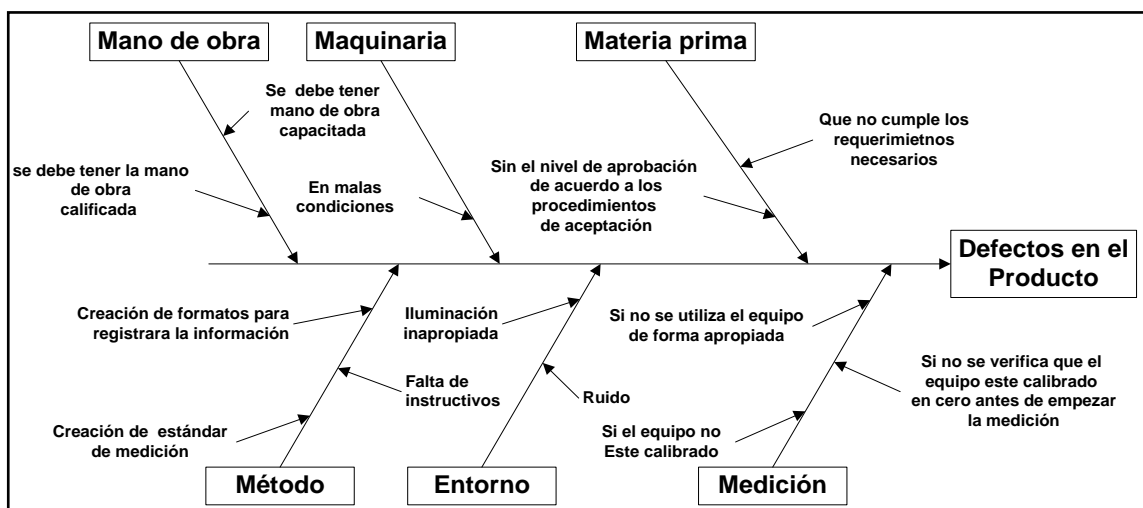 Mano de obra
Maquinaria
Materia prima
Se debe tener
mano de obra
capacitada
se debe tener la mano
de obra
calificada
En malas
condiciones
Sin el nivel de aprobación
de acuerdo a los
procedimientos
de aceptación
Que no cumple los
requerimietnos
necesarios
Defectos en el
Producto
Creación de formatos para
registrara la información
Falta de
instructivos
Creación de estándar
de medición
Iluminación
inapropiada
Ruido
Si no se utiliza el equipo
de forma apropiada
Si no se verifica que el
equipo este calibrado
en cero antes de empezar
la medición
Si el equipo no
Este calibrado
Método
Entorno
Medición